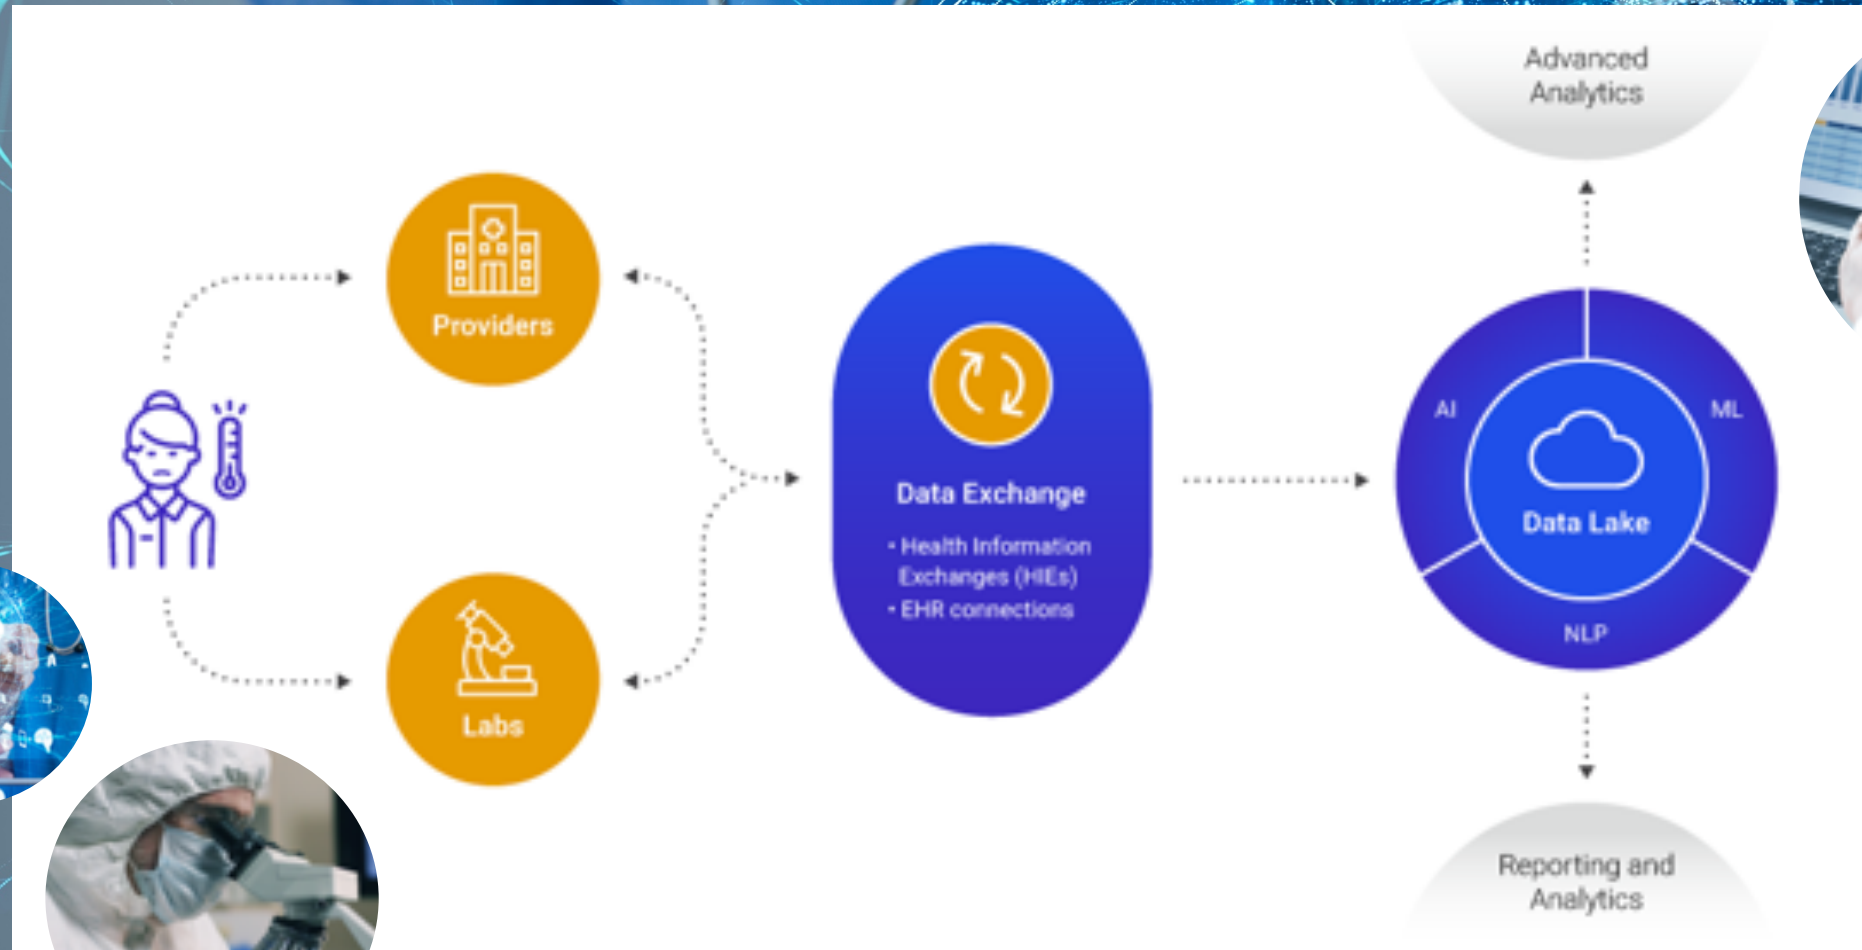 Advanced
Analytics
Providers
Data Exchange
• Health Information
Exchanges (HIEs)
• EHR connections
AI
ML
Data Lake
NLP
Labs
Reporting and
Analytics